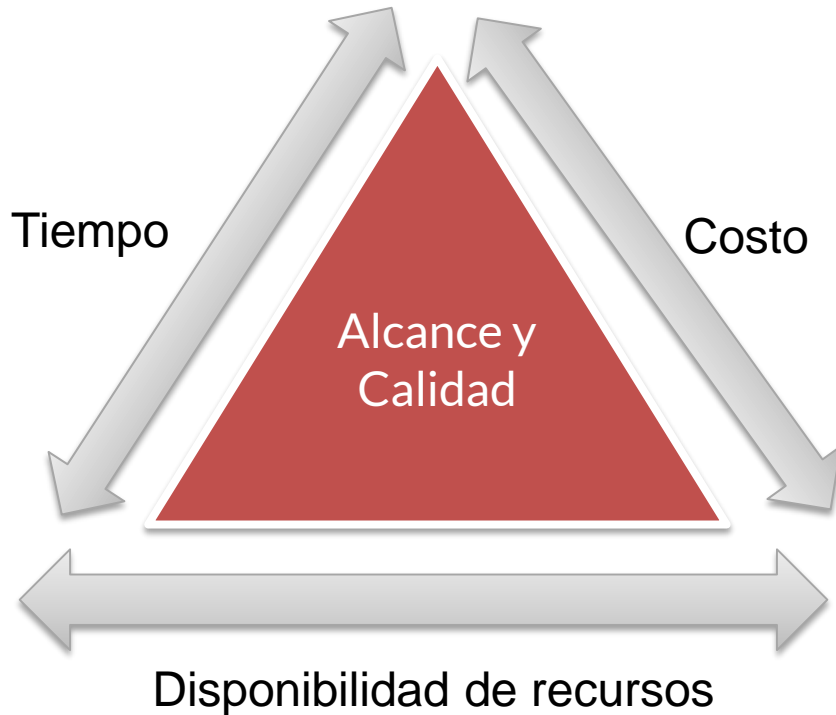 Tiempo
Costo
Alcance y
Calidad
Disponibilidad de recursos